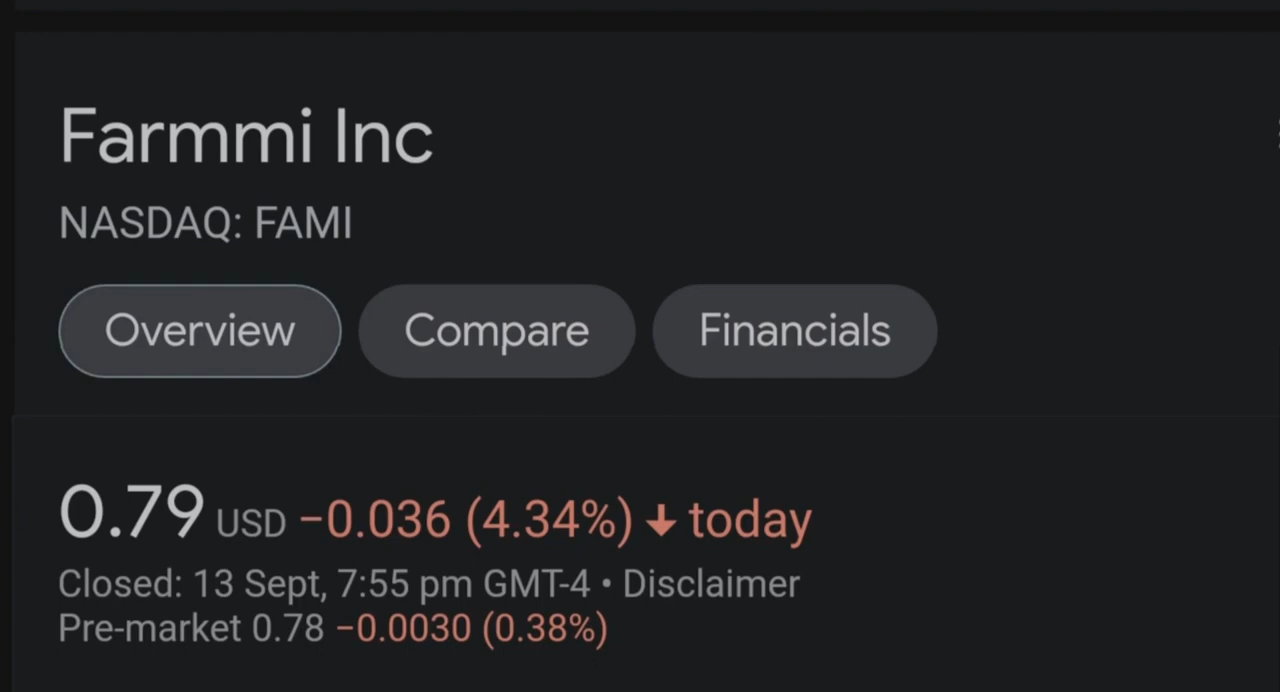 Farmmi Inc
NASDAQ: FAMI
Overview Compare Financials
0.79 USD −0.036 (4.34%) ↓ today
Closed: 13 Sept, 7:55 pm GMT-4 • Disclaimer
Pre-market 0.78 −0.0030 (0.38%)